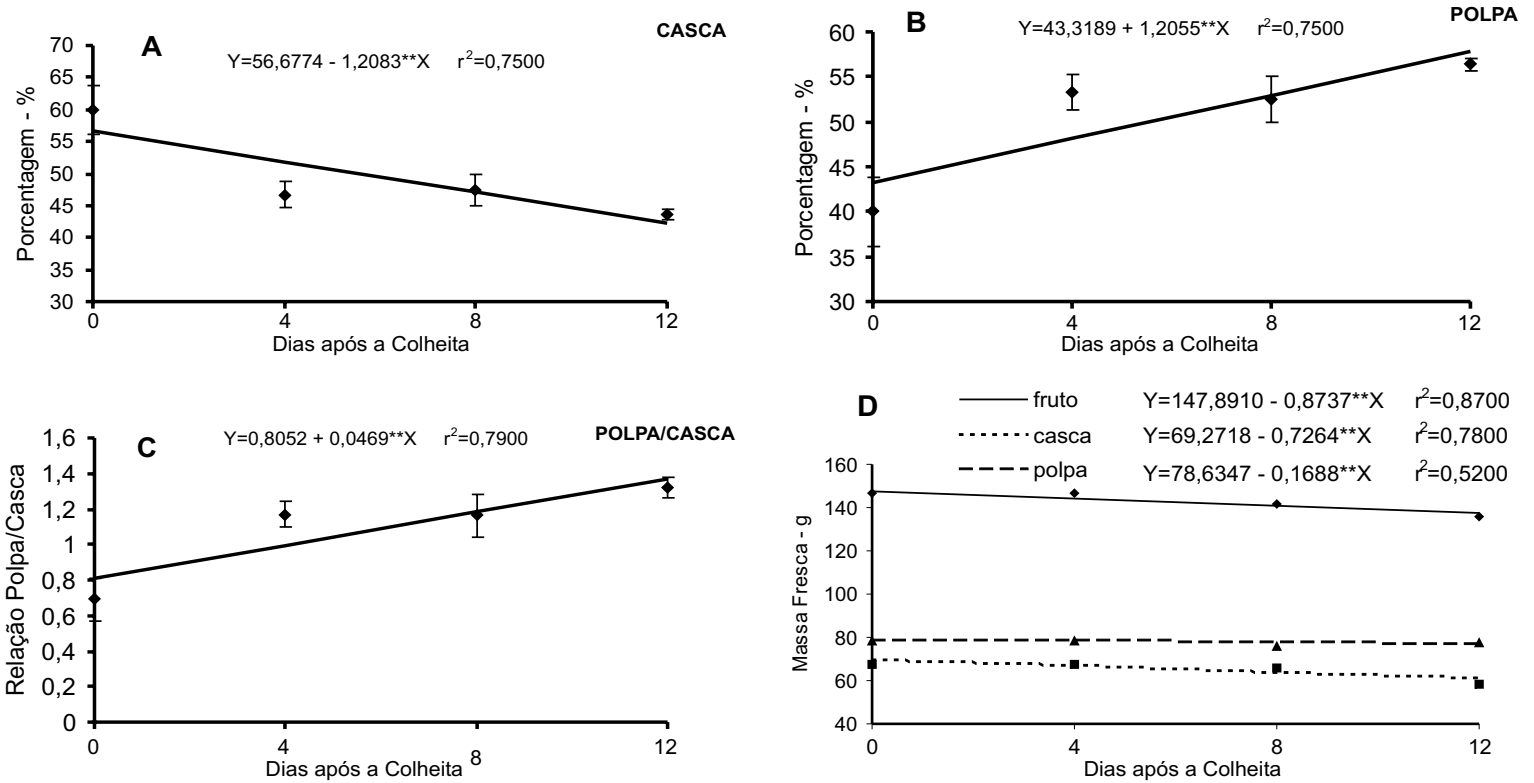 A
CASCA
Y=56,6774 - 1,2083**X r²=0,7500
Porcentagem - %
70
65
60
55
50
45
40
35
30
0 4 8 12
Dias após a Colheita
B
POLPA
Y=43,3189 + 1,2055**X r²=0,7500
Porcentagem - %
60
55
50
45
40
35
30
0 4 8 12
Dias após a Colheita
C
POLPA/CASCA
Y=0,8052 + 0,0469**X r²=0,7900
Relação Polpa/Casca
1,6
1,4
1,2
1
0,8
0,6
0,4
0,2
0
0 4 8 12
Dias após a Colheita
D
fruto Y=147,8910 - 0,8737**X r²=0,8700
casca Y=69,2718 - 0,7264**X r²=0,7800
polpa Y=78,6347 - 0,1688**X r²=0,5200
Massa Fresca - g
160
140
120
100
80
60
40
0 4 8 12
Dias após a Colheita